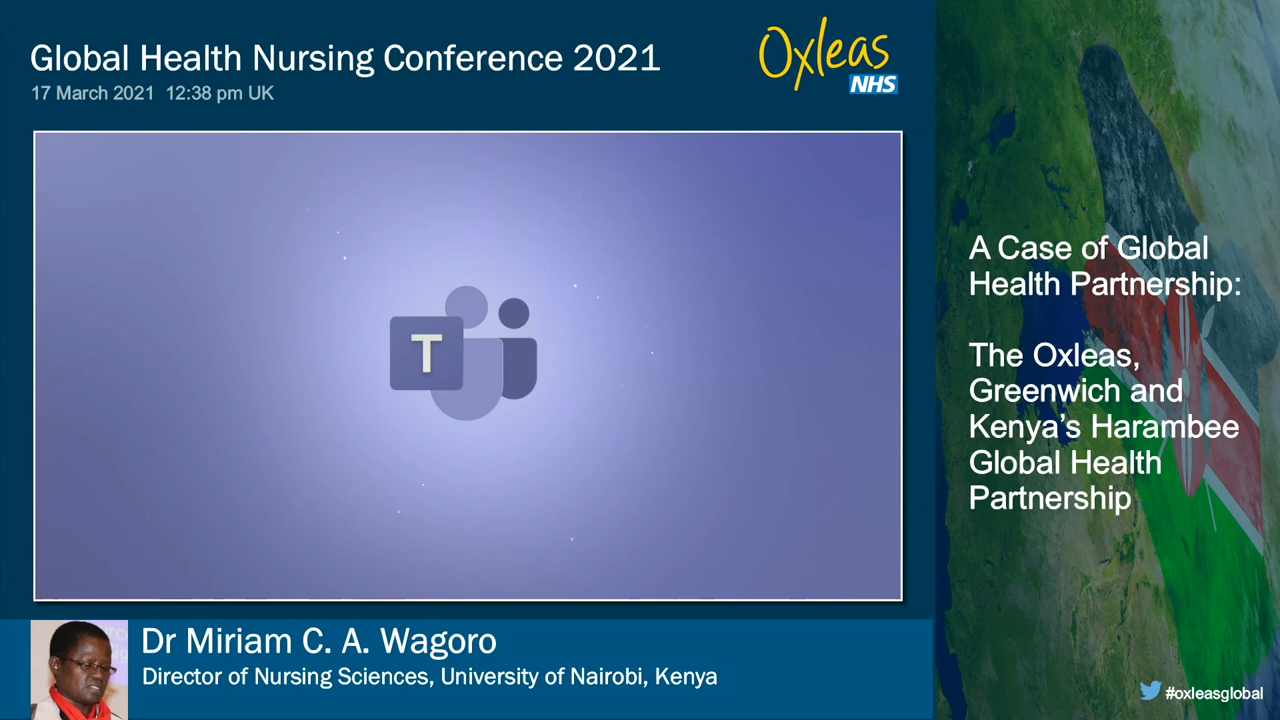 Global Health Nursing Conference 2021
17 March 2021 12:38 pm UK
Oxleas
NHS
T
A Case of Global
Health Partnership:
The Oxleas,
Greenwich and
Kenya's Harambee
Global Health
Partnership
Dr Miriam C. A. Wagoro
Director of Nursing Sciences, University of Nairobi, Kenya
#oxleasglobal